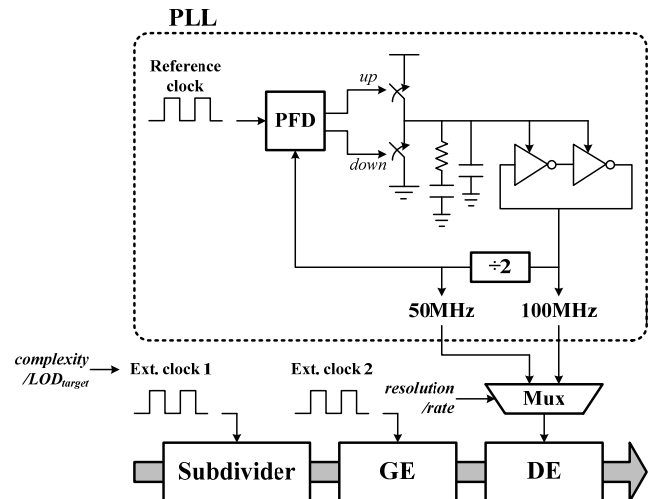 PLL
Reference
clock
up
PFD
down
÷2
50MHz
100MHz
complexity
/LODtarget
Ext. clock 1
Ext. clock 2
resolution
/rate
Mux
Subdivider
GE
DE